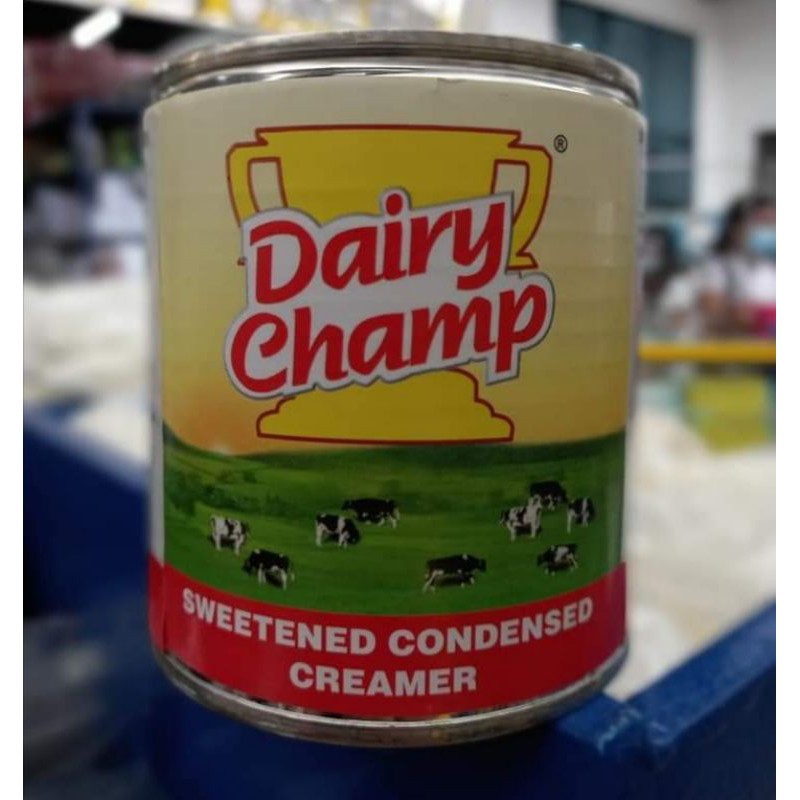 ®
Dairy
Champ
SWEETENED CONDENSED
CREAMER